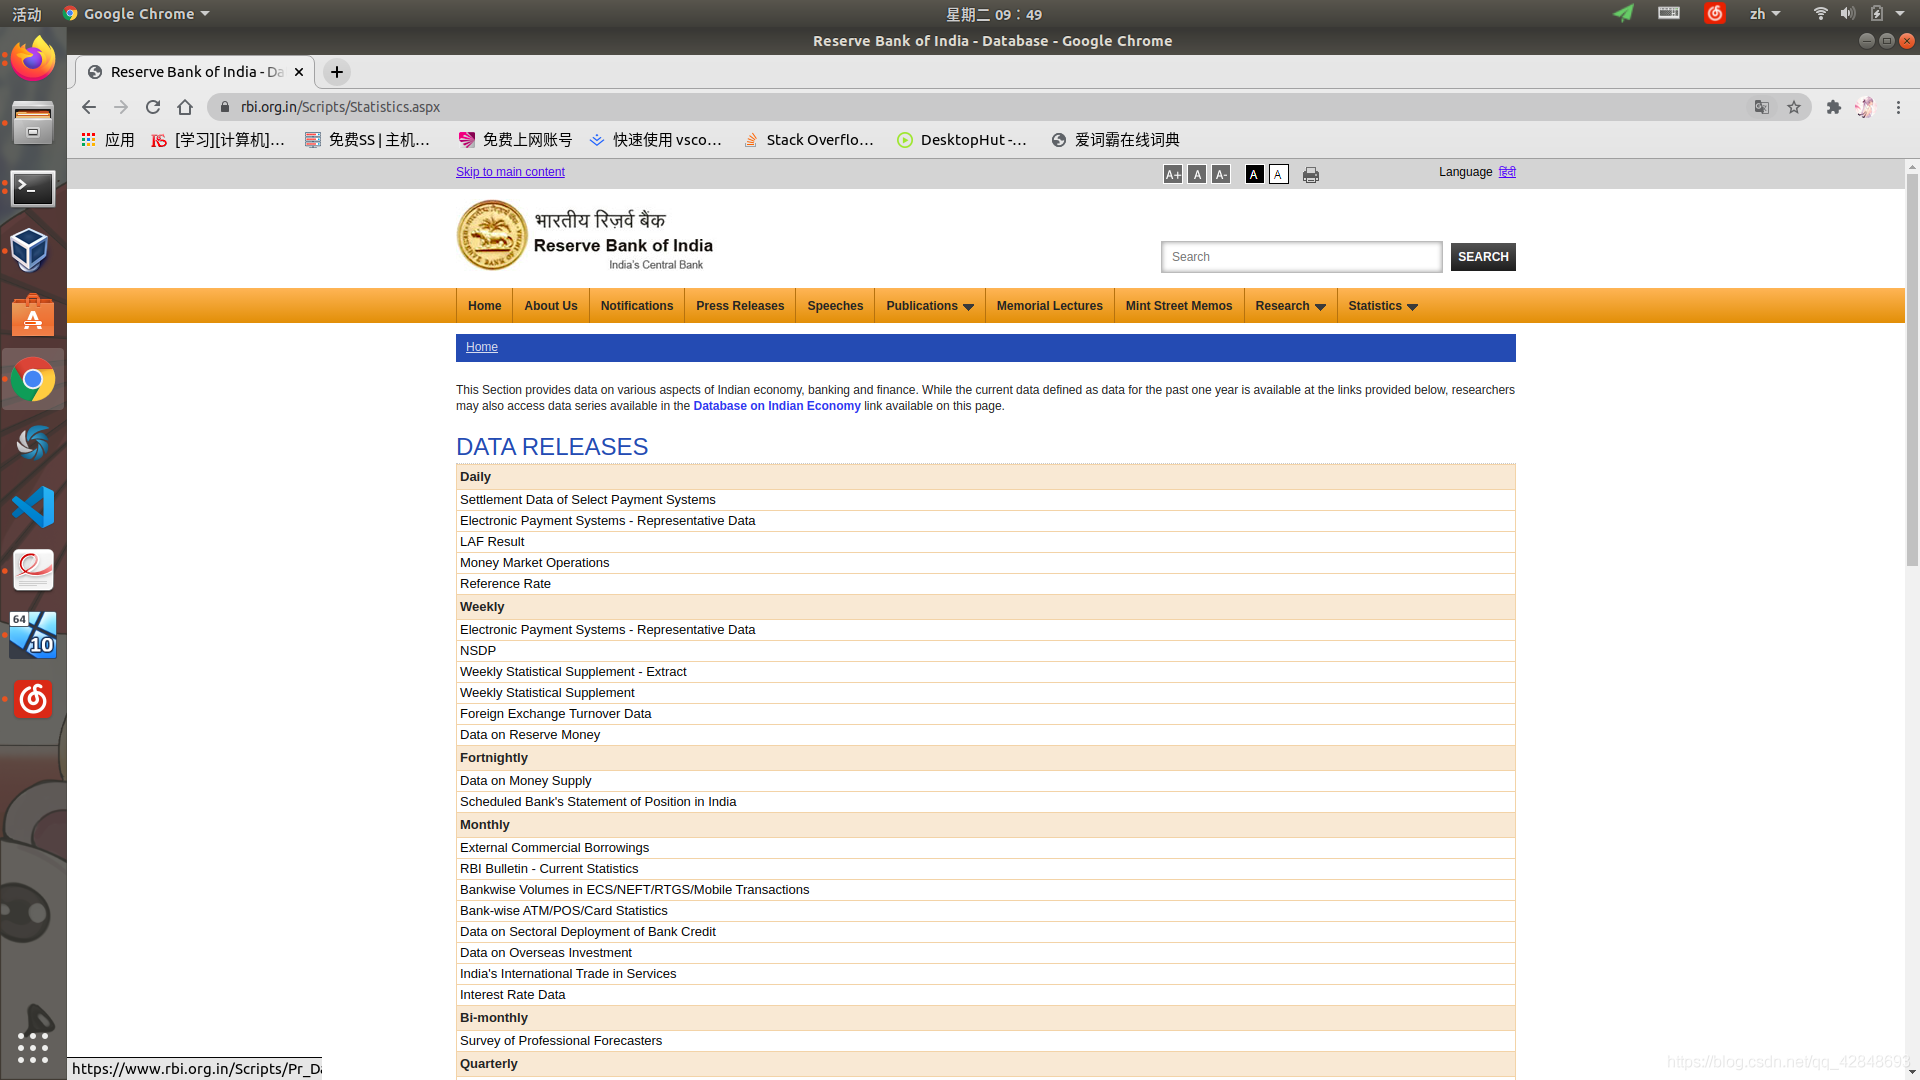 活动
Google Chrome
星期二 09：49
zh
Reserve Bank of India - Database - Google Chrome
Reserve Bank of India - Da
rbi.org.in/Scripts/Statistics.aspx
应用
[学习][计算机]...
免费SS | 主机...
免费上网账号
快速使用 vsco...
Stack Overflo...
DesktopHut -...
爱词霸在线词典
Skip to main content
A+ A A- A A
Language हिंदी
भारतीय रिज़र्व बैंक
Reserve Bank of India
India's Central Bank
Search
SEARCH
Home
About Us
Notifications
Press Releases
Speeches
Publications
Memorial Lectures
Mint Street Memos
Research
Statistics
Home
This Section provides data on various aspects of Indian economy, banking and finance. While the current data defined as data for the past one year is available at the links provided below, researchers
may also access data series available in the Database on Indian Economy link available on this page.
DATA RELEASES
Daily
Settlement Data of Select Payment Systems
Electronic Payment Systems - Representative Data
LAF Result
Money Market Operations
Reference Rate
Weekly
Electronic Payment Systems - Representative Data
NSDP
Weekly Statistical Supplement - Extract
Weekly Statistical Supplement
Foreign Exchange Turnover Data
Data on Reserve Money
Fortnightly
Data on Money Supply
Scheduled Bank's Statement of Position in India
Monthly
External Commercial Borrowings
RBI Bulletin - Current Statistics
Bankwise Volumes in ECS/NEFT/RTGS/Mobile Transactions
Bank-wise ATM/POS/Card Statistics
Data on Sectoral Deployment of Bank Credit
Data on Overseas Investment
India's International Trade in Services
Interest Rate Data
Bi-monthly
Survey of Professional Forecasters
Quarterly
64
10
https://www.rbi.org.in/Scripts/Pr_Da
https://blog.csdn.net/qq_42848693